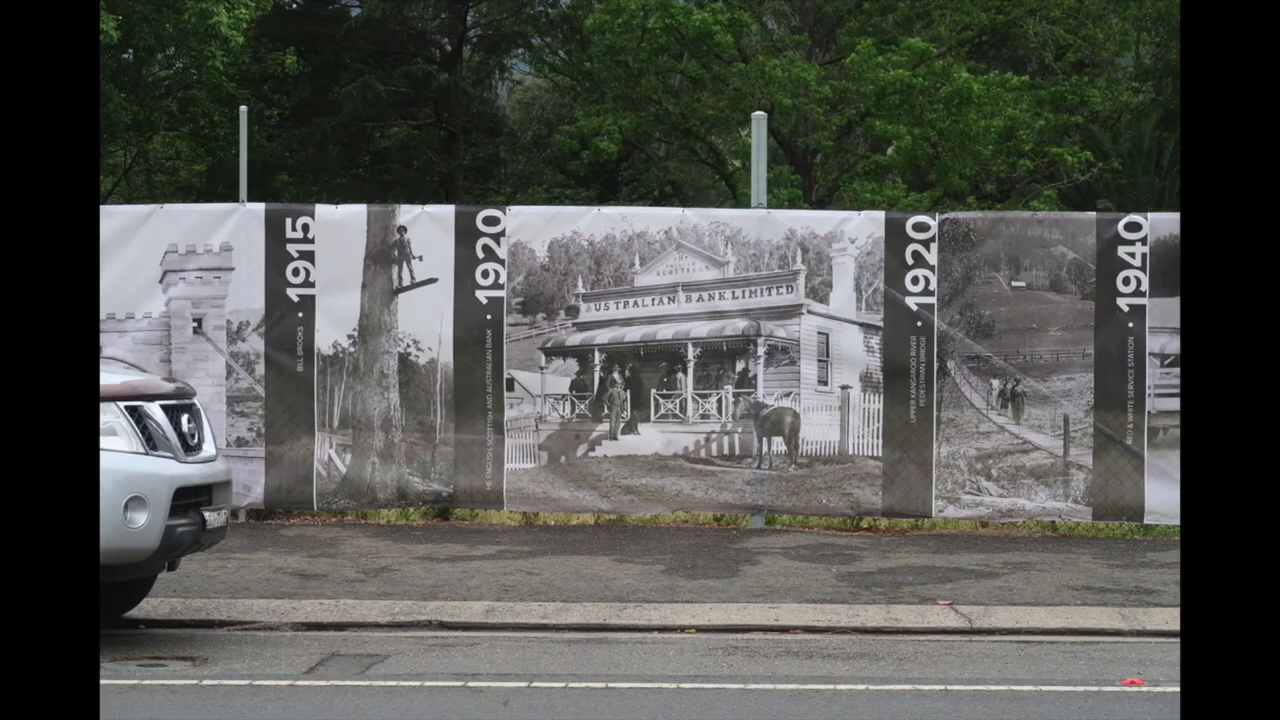 1915 • BILL BROOKS
1920 • THE ENGLISH, SCOTTISH AND AUSTRALIAN BANK
SCOTTISH
AUSTRALIAN BANK. LIMITED
1920 • UPPER KANGAROO RIVER
PEDESTRIAN BRIDGE
1940 • RED & WHITE SERVICE STATION